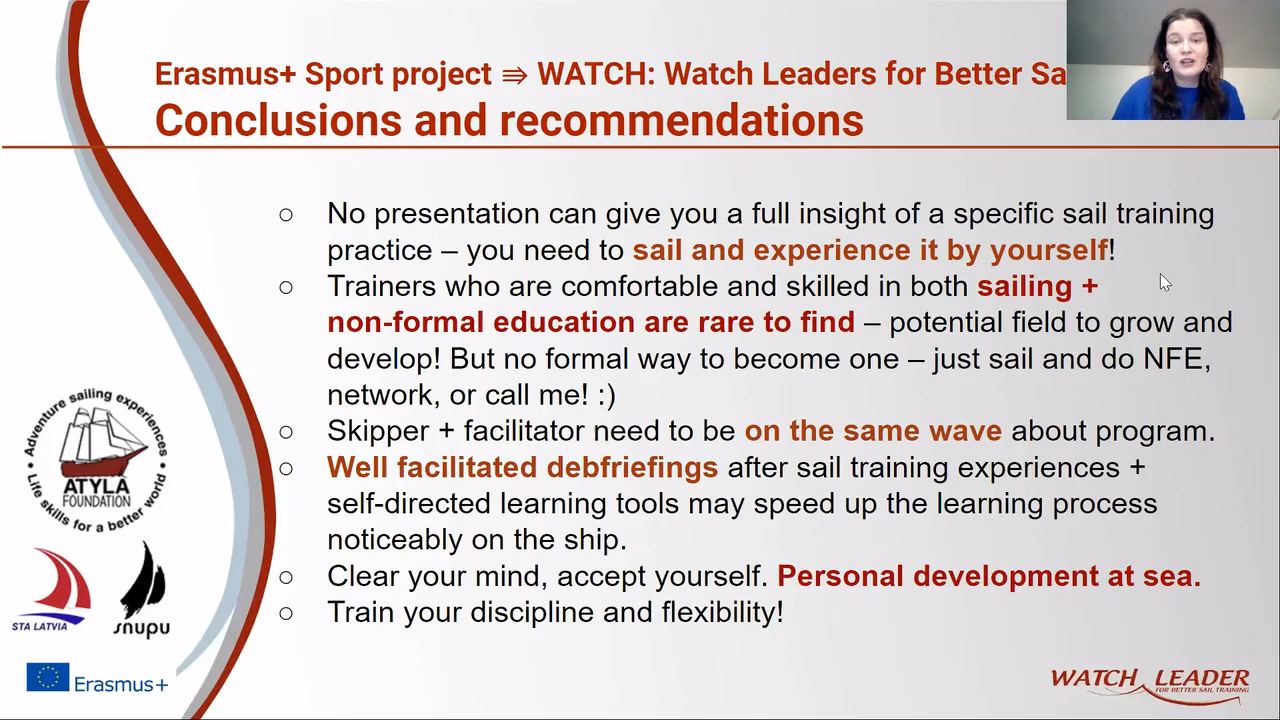 Erasmus+ Sport project ⇛ WATCH: Watch Leaders for Better Sa
Conclusions and recommendations
○ No presentation can give you a full insight of a specific sail training
practice – you need to sail and experience it by yourself!
○ Trainers who are comfortable and skilled in both sailing +
non-formal education are rare to find – potential field to grow and
develop! But no formal way to become one – just sail and do NFE,
network, or call me! :)
○ Skipper + facilitator need to be on the same wave about program.
○ Well facilitated debfriefings after sail training experiences +
self-directed learning tools may speed up the learning process
noticeably on the ship.
○ Clear your mind, accept yourself. Personal development at sea.
○ Train your discipline and flexibility!
• Adventure sailing experiences •
ATYLA
FOUNDATION
Life skills for a better world
STA LATVIA
snupu
Erasmus+
WATCH LEADER
FOR BETTER SAIL TRAINING